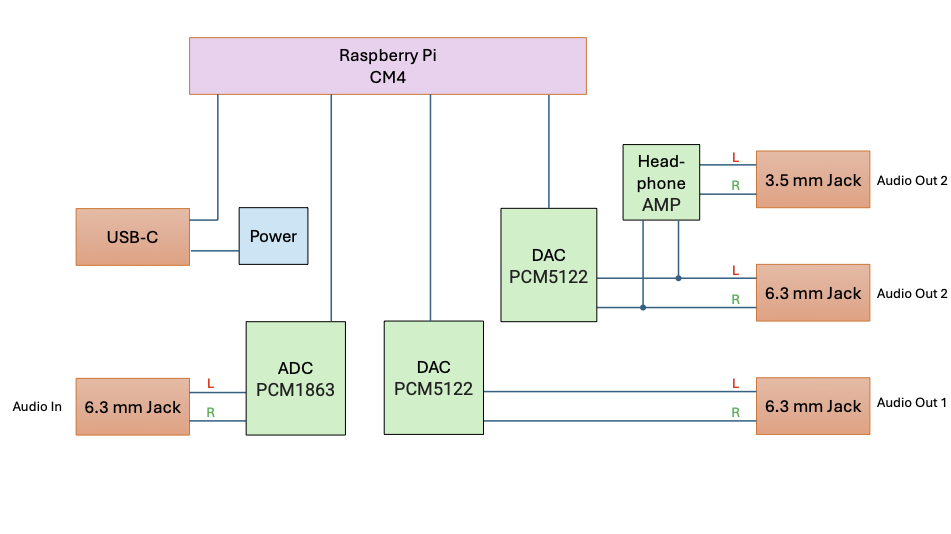 Raspberry Pi
CM4
Head-
phone
AMP
L
R
3.5 mm Jack
Audio Out 2
USB-C
Power
DAC
PCM5122
L
R
6.3 mm Jack
Audio Out 2
Audio In
6.3 mm Jack
L
R
ADC
PCM1863
DAC
PCM5122
L
R
6.3 mm Jack
Audio Out 1